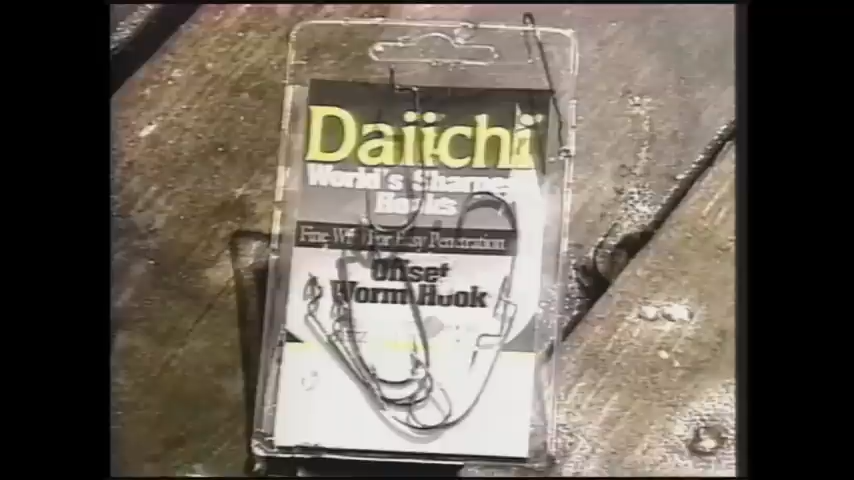 Daiichi
World's Sharpest
Hooks
Fine Wire For Easy Penetration
Offset
Worm Hook